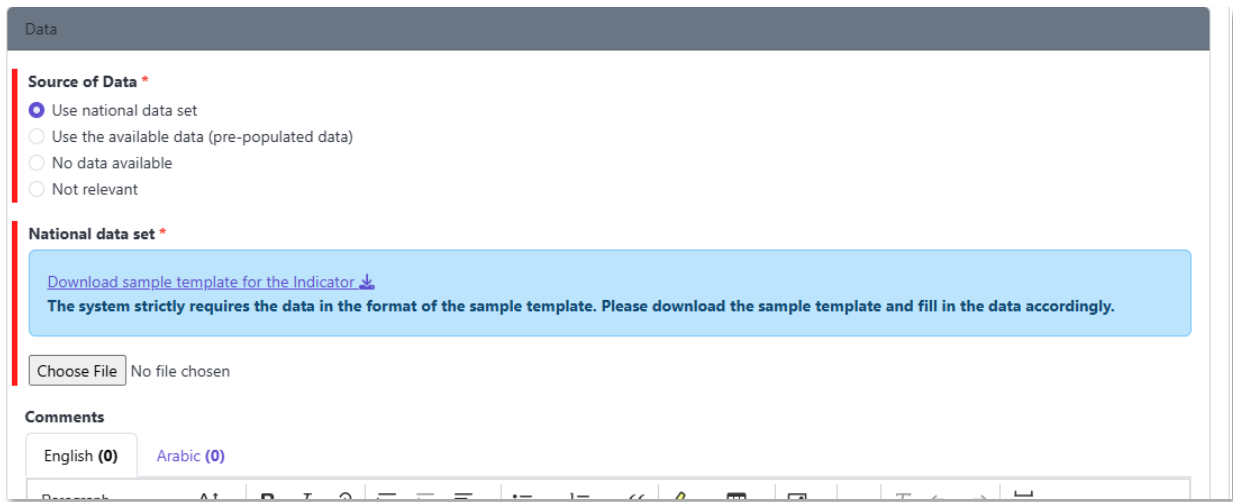 Data
Source of Data *
Use national data set
Use the available data (pre-populated data)
No data available
Not relevant
National data set *
Download sample template for the Indicator
The system strictly requires the data in the format of the sample template. Please download the sample template and fill in the data accordingly.
Choose File No file chosen
Comments
English (0) Arabic (0)
Paragraph